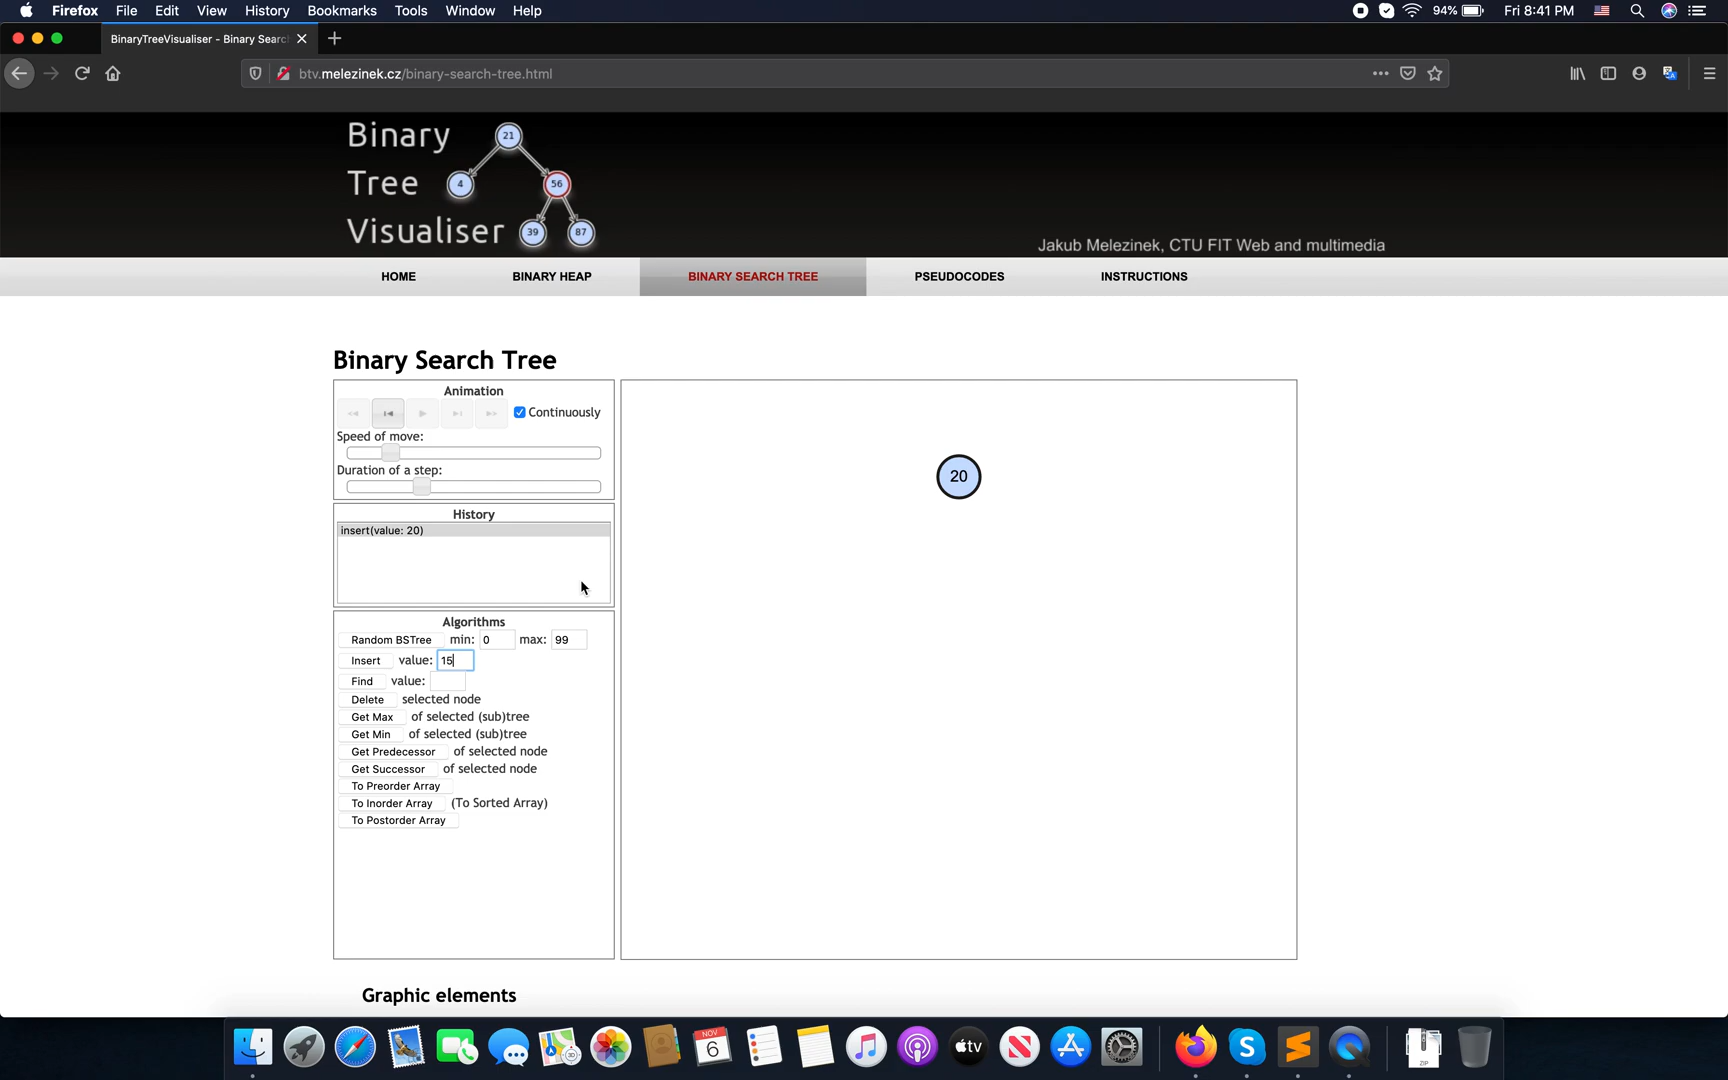 Firefox File Edit View History Bookmarks Tools Window Help 94% Fri 8:41 PM
BinaryTreeVisualiser - Binary Searc
btv.melezinek.cz/binary-search-tree.html
Binary 21
Tree 4 56
Visualiser 39 87
Jakub Melezinek, CTU FIT Web and multimedia
HOME BINARY HEAP BINARY SEARCH TREE PSEUDOCODES INSTRUCTIONS
Binary Search Tree
Animation
Continuously
Speed of move:
Duration of a step:
20
History
insert(value: 20)
Algorithms
Random BSTree min: 0 max: 99
Insert value: 15
Find value:
Delete selected node
Get Max of selected (sub)tree
Get Min of selected (sub)tree
Get Predecessor of selected node
Get Successor of selected node
To Preorder Array
To Inorder Array (To Sorted Array)
To Postorder Array
Graphic elements
NOV
6
tv
ZIP